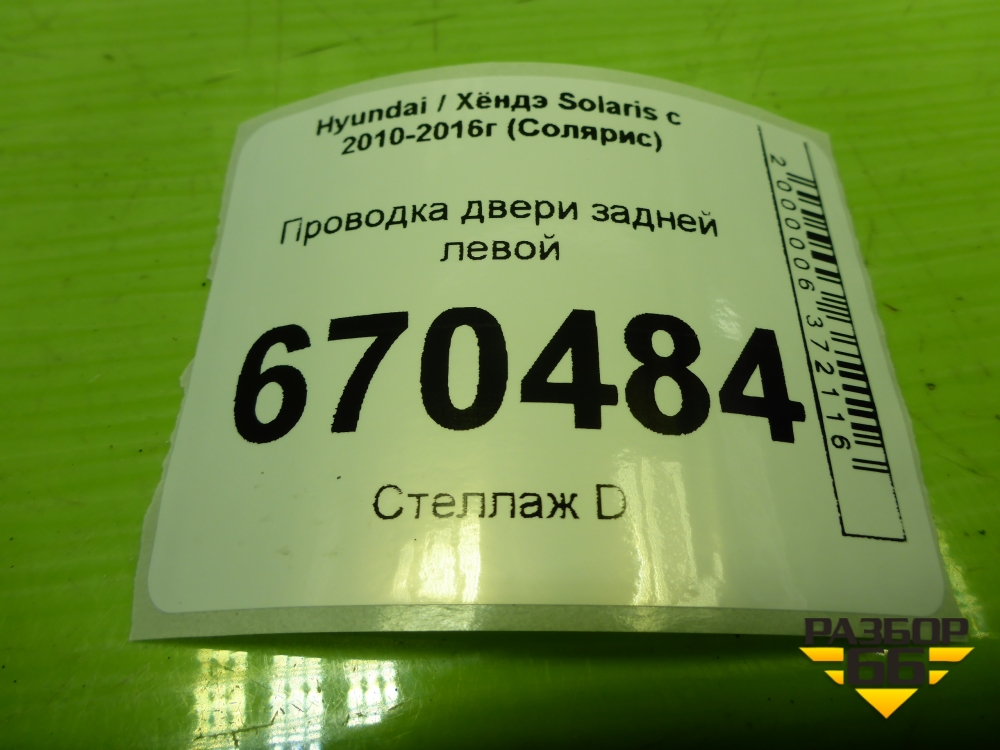 Hyundai / Хёндэ Solaris с
2010-2016г (Солярис)
Проводка двери задней
левой
670484
Стеллаж D
2000006372116
РАЗБОР
66